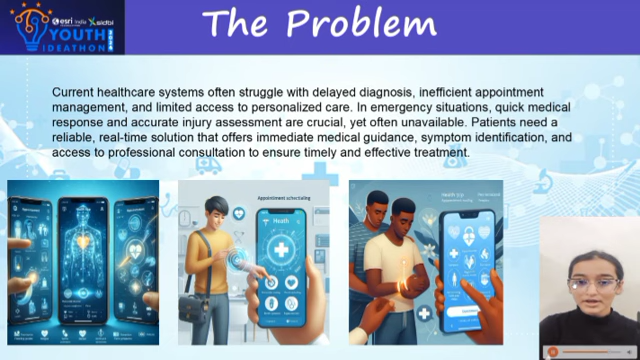 esri India sidbi
YOUTH
IDEATHON
The Problem
Current healthcare systems often struggle with delayed diagnosis, inefficient appointment
management, and limited access to personalized care. In emergency situations, quick medical
response and accurate injury assessment are crucial, yet often unavailable. Patients need a
reliable, real-time solution that offers immediate medical guidance, symptom identification, and
access to professional consultation to ensure timely and effective treatment.
Heath